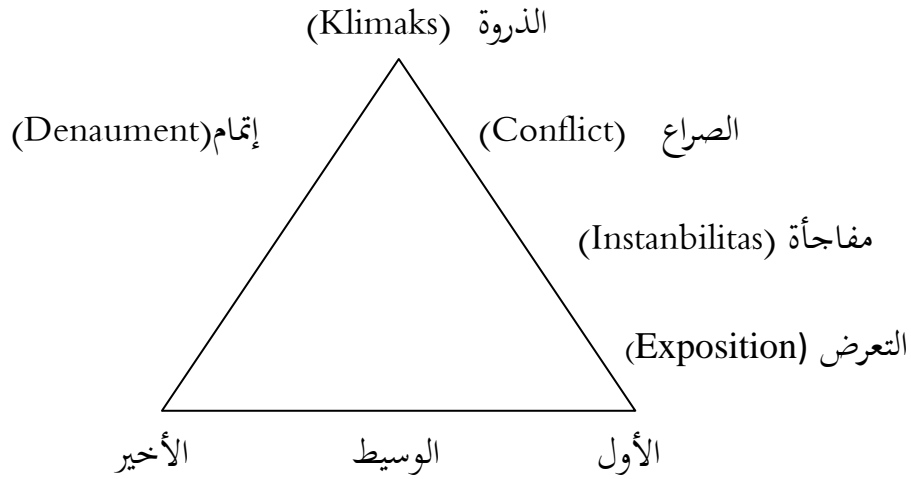 الذروة (Klimaks)
الصراع (Conflict)
إتمام (Denaument)
مفاجأة (Instanbilitas)
التعرض (Exposition)
الأول
الوسيط
الأخير